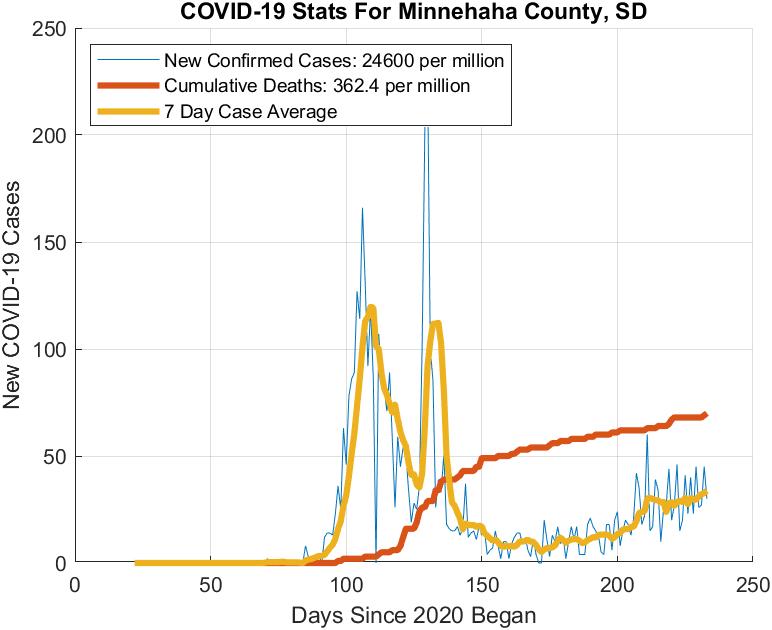 COVID-19 Stats For Minnehaha County, SD
250
New Confirmed Cases: 24600 per million
Cumulative Deaths: 362.4 per million
7 Day Case Average
200
150
100
50
0
New COVID-19 Cases
0 50 100 150 200 250
Days Since 2020 Began